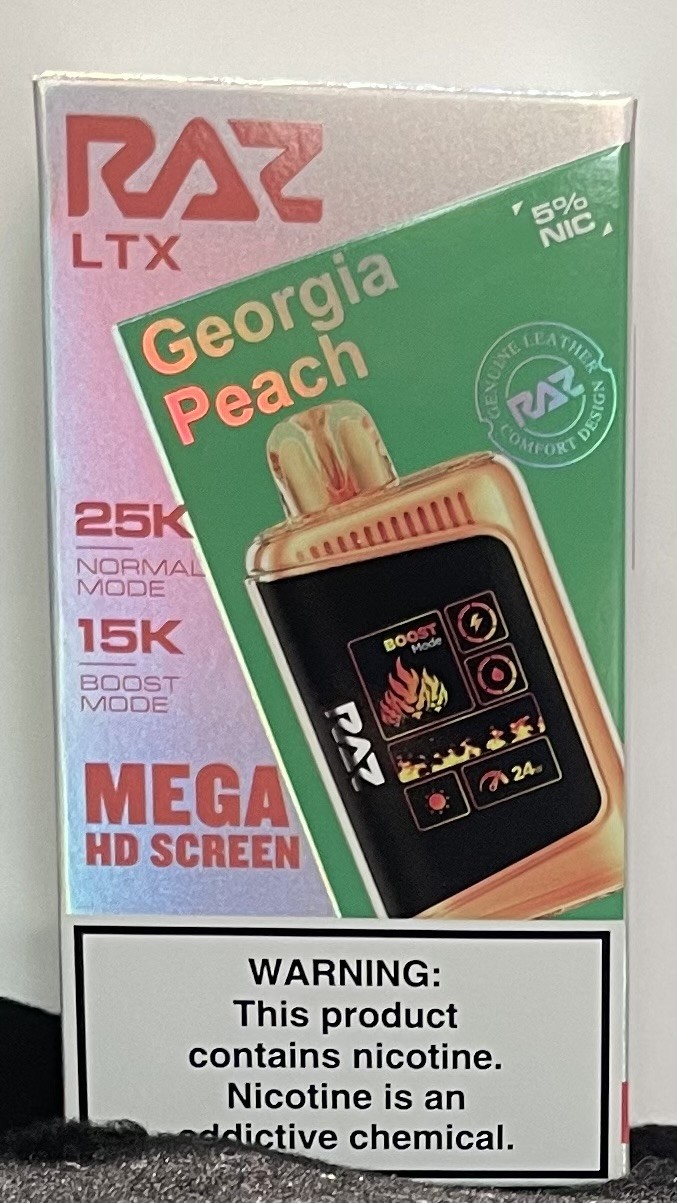 RAZ
LTX
5%
NIC
Georgia
Peach
GENUINE LEATHER
RAZ
COMFORT DESIGN
25K
NORMAL
MODE
15K
BOOST
MODE
BOOST
Mode
RAZ
24W
MEGA
HD SCREEN
WARNING:
This product
contains nicotine.
Nicotine is an
addictive chemical.